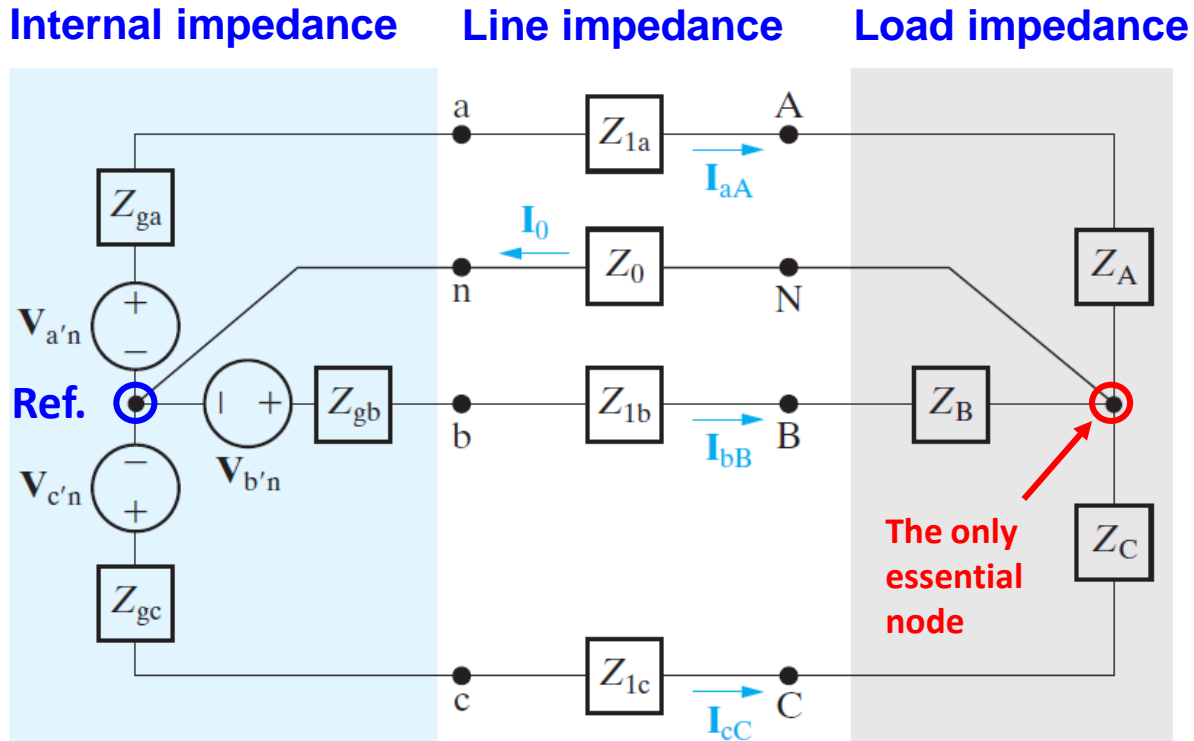 Internal impedance
Line impedance
Load impedance
a
Z1a
A
IaA
Zga
I0
n
Z0
N
ZA
Va′n
+
−
Ref.
− +
Zgb
b
Z1b
B
ZB
IbB
Vb′n
Vc′n
−
+
The only
essential
node
ZC
Zgc
c
Z1c
C
IcC